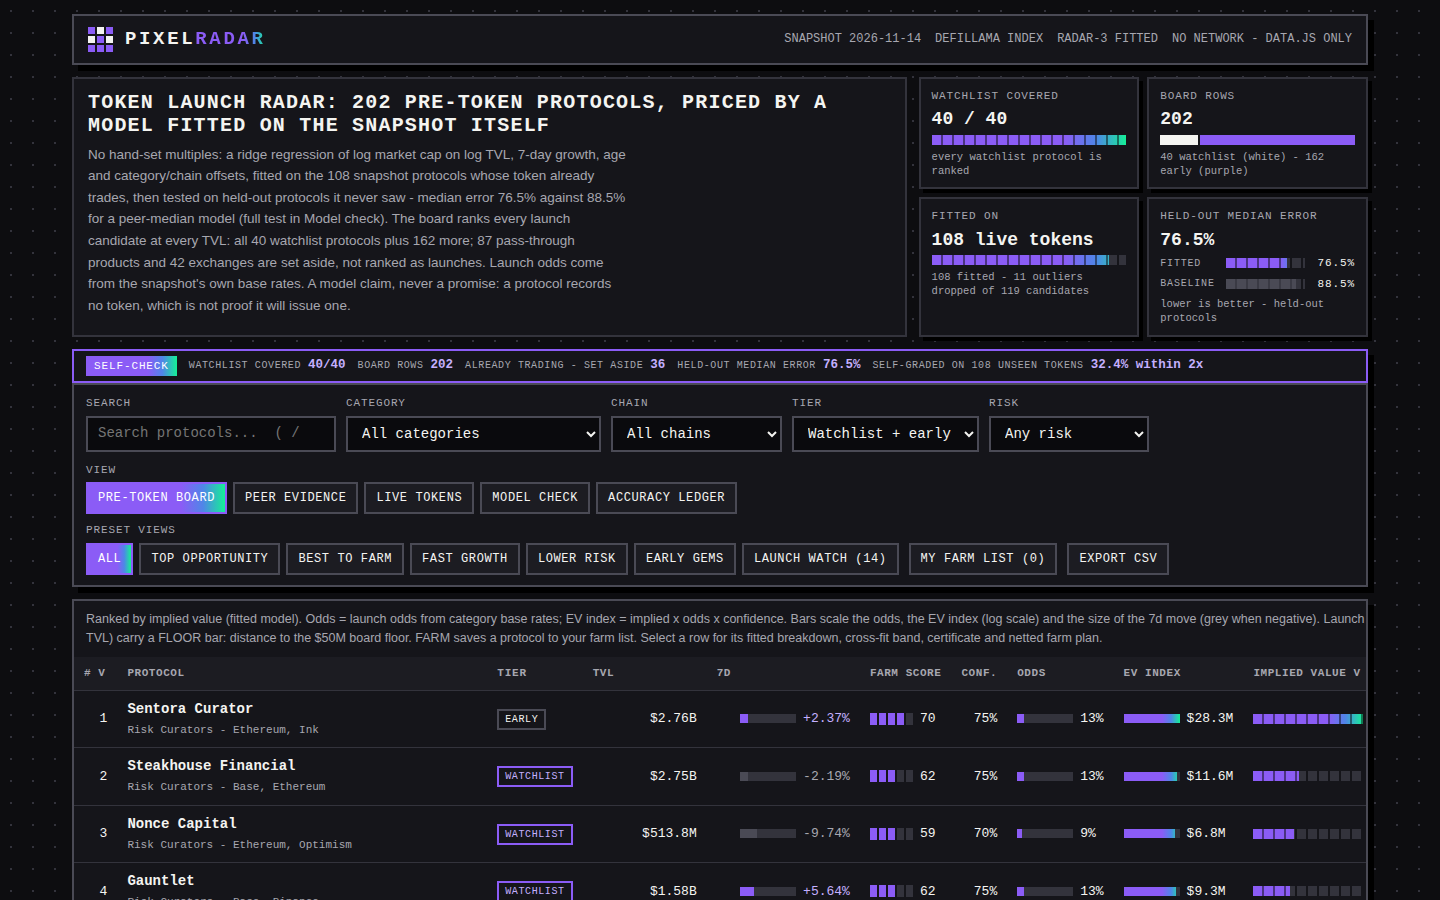 PIXELRADAR
SNAPSHOT 2026-11-14 DEFILLAMA INDEX RADAR-3 FITTED NO NETWORK - DATA.JS ONLY
TOKEN LAUNCH RADAR: 202 PRE-TOKEN PROTOCOLS, PRICED BY A
MODEL FITTED ON THE SNAPSHOT ITSELF
No hand-set multiples: a ridge regression of log market cap on log TVL, 7-day growth, age
and category/chain offsets, fitted on the 108 snapshot protocols whose token already
trades, then tested on held-out protocols it never saw - median error 76.5% against 88.5%
for a peer-median model (full test in Model check). The board ranks every launch
candidate at every TVL: all 40 watchlist protocols plus 162 more; 87 pass-through
products and 42 exchanges are set aside, not ranked as launches. Launch odds come
from the snapshot's own base rates. A model claim, never a promise: a protocol records
no token, which is not proof it will issue one.
WATCHLIST COVERED
40 / 40
every watchlist protocol is
ranked
BOARD ROWS
202
40 watchlist (white) - 162
early (purple)
FITTED ON
108 live tokens
108 fitted - 11 outliers
dropped of 119 candidates
HELD-OUT MEDIAN ERROR
76.5%
FITTED 76.5%
BASELINE 88.5%
lower is better - held-out
protocols
SELF-CHECK WATCHLIST COVERED 40/40 BOARD ROWS 202 ALREADY TRADING - SET ASIDE 36 HELD-OUT MEDIAN ERROR 76.5% SELF-GRADED ON 108 UNSEEN TOKENS 32.4% within 2x
SEARCH CATEGORY CHAIN TIER RISK
Search protocols... ( / All categories All chains Watchlist + early Any risk
VIEW
PRE-TOKEN BOARD PEER EVIDENCE LIVE TOKENS MODEL CHECK ACCURACY LEDGER
PRESET VIEWS
ALL TOP OPPORTUNITY BEST TO FARM FAST GROWTH LOWER RISK EARLY GEMS LAUNCH WATCH (14) MY FARM LIST (0) EXPORT CSV
Ranked by implied value (fitted model). Odds = launch odds from category base rates; EV index = implied x odds x confidence. Bars scale the odds, the EV index (log scale) and the size of the 7d move (grey when negative). Launch
TVL) carry a FLOOR bar: distance to the $50M board floor. FARM saves a protocol to your farm list. Select a row for its fitted breakdown, cross-fit band, certificate and netted farm plan.
# V PROTOCOL TIER TVL 7D FARM SCORE CONF. ODDS EV INDEX IMPLIED VALUE V
1 Sentora Curator EARLY $2.76B +2.37% 70 75% 13% $28.3M
Risk Curators - Ethereum, Ink
2 Steakhouse Financial WATCHLIST $2.75B -2.19% 62 75% 13% $11.6M
Risk Curators - Base, Ethereum
3 Nonce Capital WATCHLIST $513.8M -9.74% 59 70% 9% $6.8M
Risk Curators - Ethereum, Optimism
4 Gauntlet WATCHLIST $1.58B +5.64% 62 75% 13% $9.3M